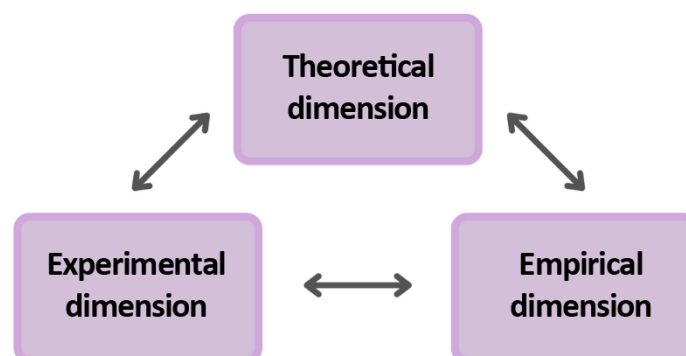 Theoretical
dimension
Experimental
dimension
Empirical
dimension